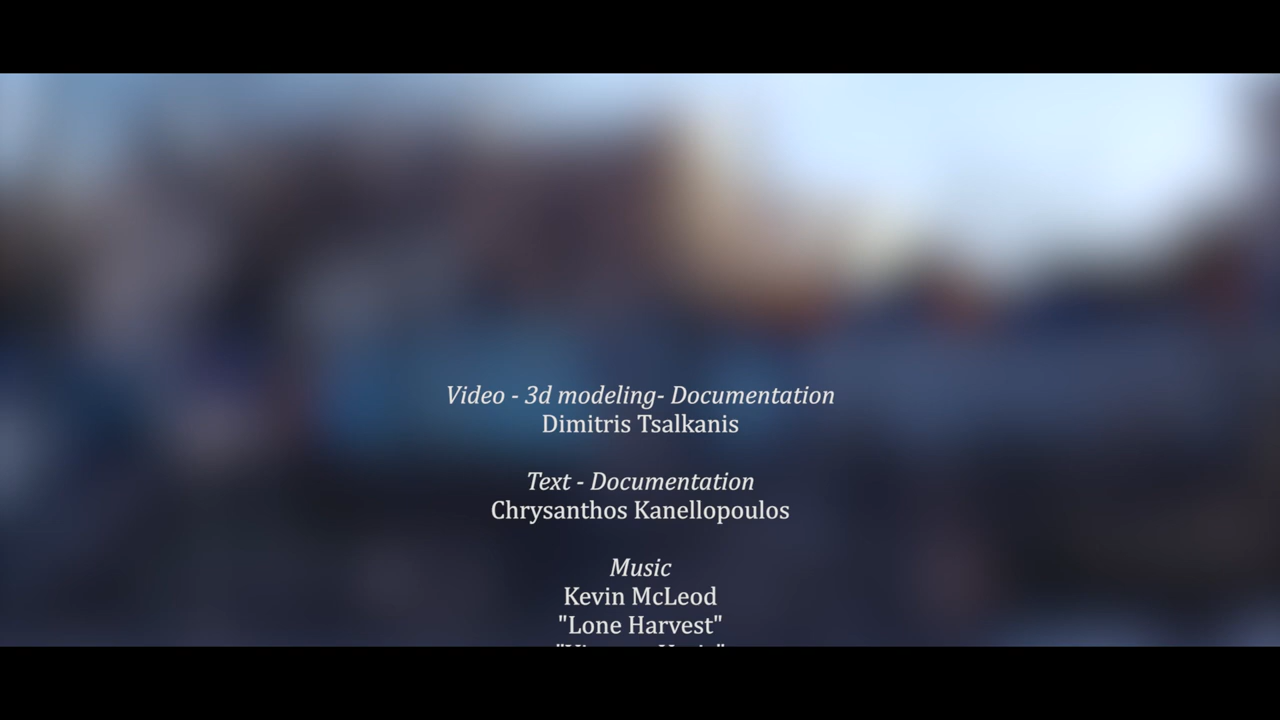 Video - 3d modeling- Documentation
Dimitris Tsalkanis
Text - Documentation
Chrysanthos Kanellopoulos
Music
Kevin McLeod
"Lone Harvest"